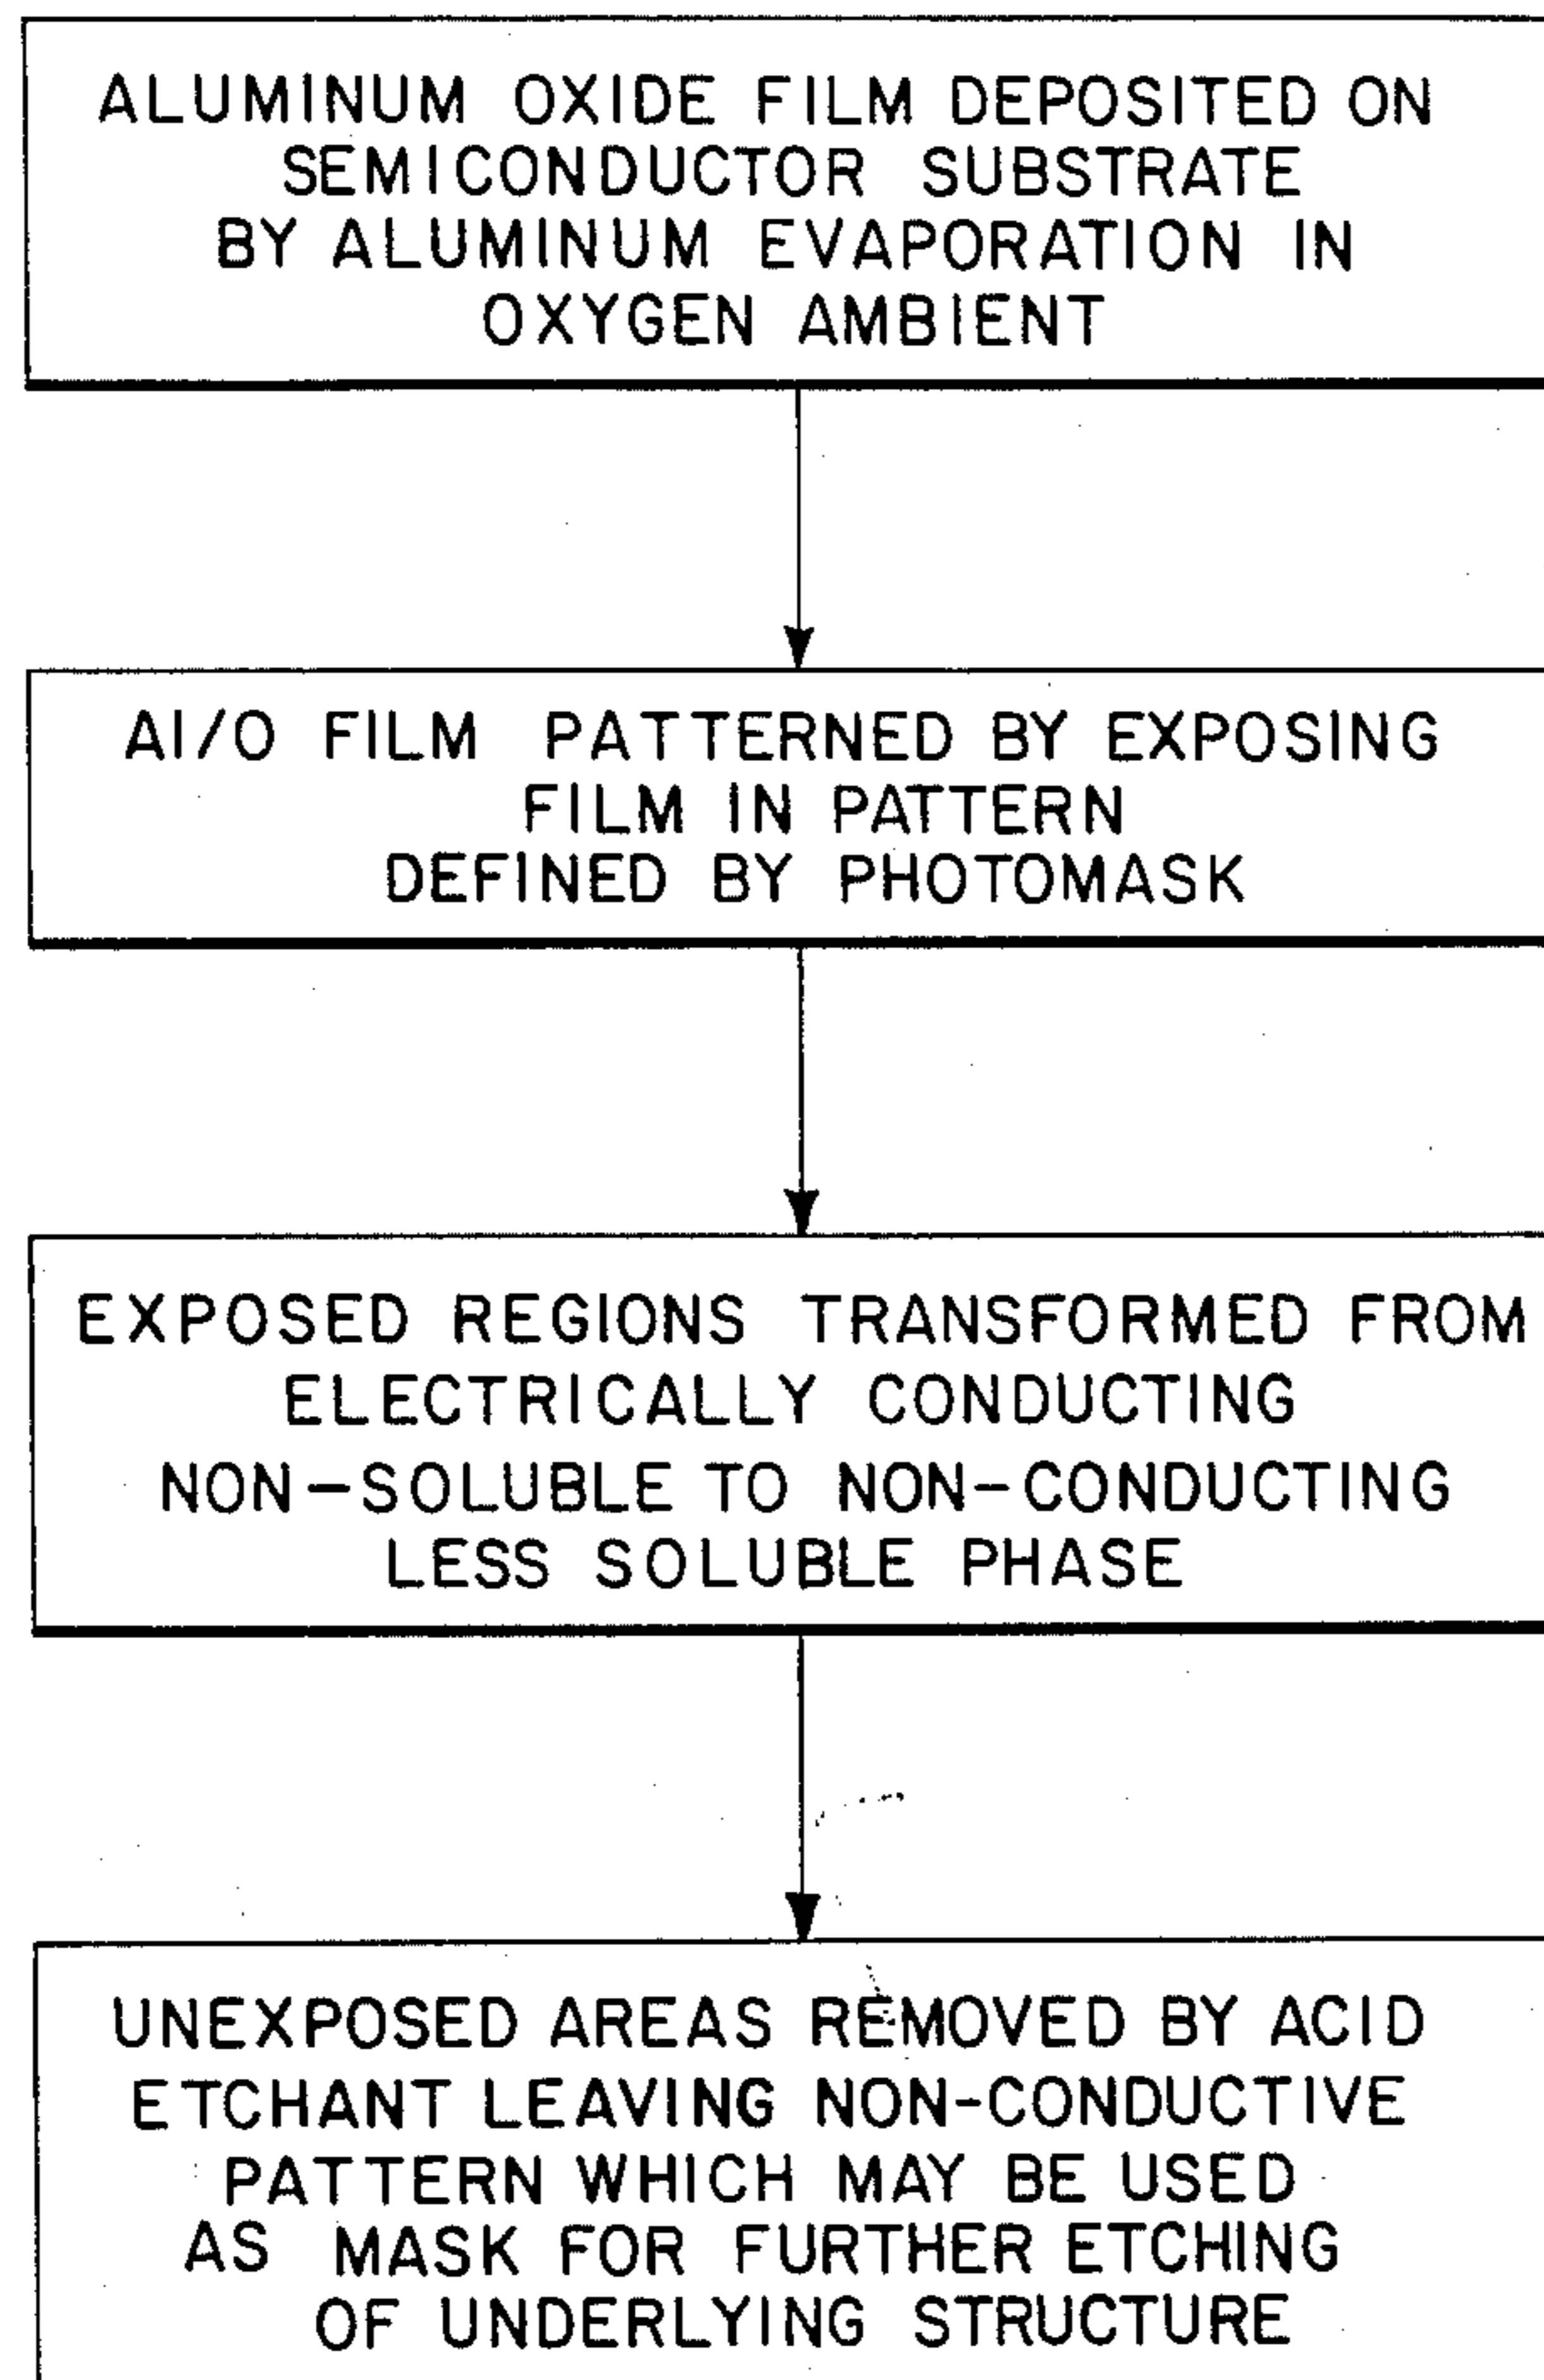 ALUMINUM OXIDE FILM DEPOSITED ON
SEMICONDUCTOR SUBSTRATE
BY ALUMINUM EVAPORATION IN
OXYGEN AMBIENT
Al/O FILM PATTERNED BY EXPOSING
FILM IN PATTERN
DEFINED BY PHOTOMASK
EXPOSED REGIONS TRANSFORMED FROM
ELECTRICALLY CONDUCTING
NON-SOLUBLE TO NON-CONDUCTING
LESS SOLUBLE PHASE
UNEXPOSED AREAS REMOVED BY ACID
ETCHANT LEAVING NON-CONDUCTIVE
PATTERN WHICH MAY BE USED
AS MASK FOR FURTHER ETCHING
OF UNDERLYING STRUCTURE